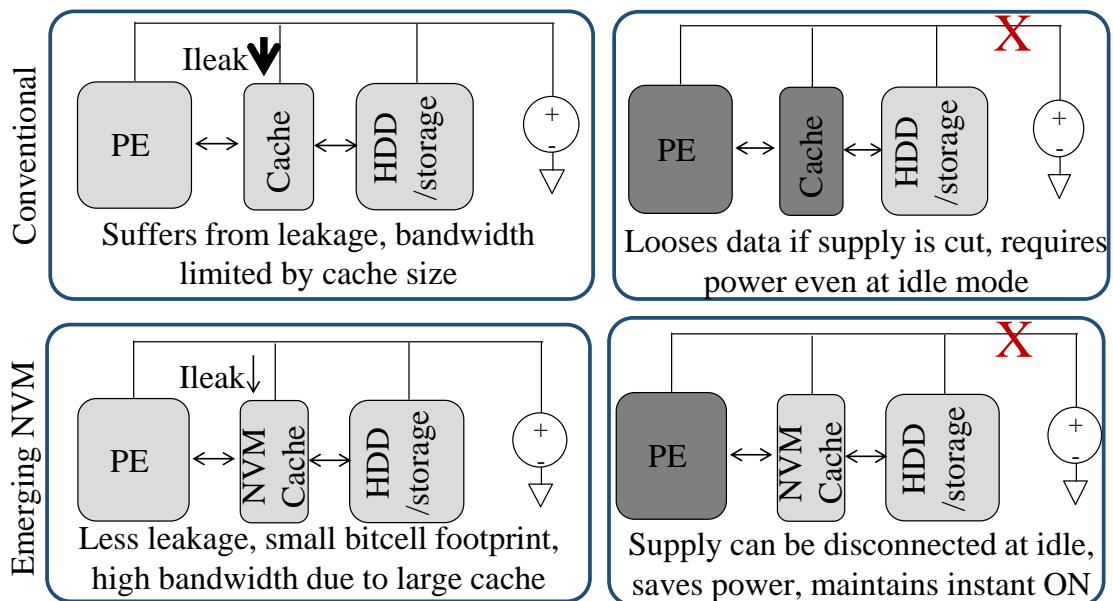 Conventional
Ileak
PE
Cache
HDD
/storage
+
-
Suffers from leakage, bandwidth
limited by cache size
X
PE
Cache
HDD
/storage
+
-
Looses data if supply is cut, requires
power even at idle mode
Emerging NVM
Ileak
PE
NVM
Cache
HDD
/storage
+
-
Less leakage, small bitcell footprint,
high bandwidth due to large cache
X
PE
NVM
Cache
HDD
/storage
+
-
Supply can be disconnected at idle,
saves power, maintains instant ON